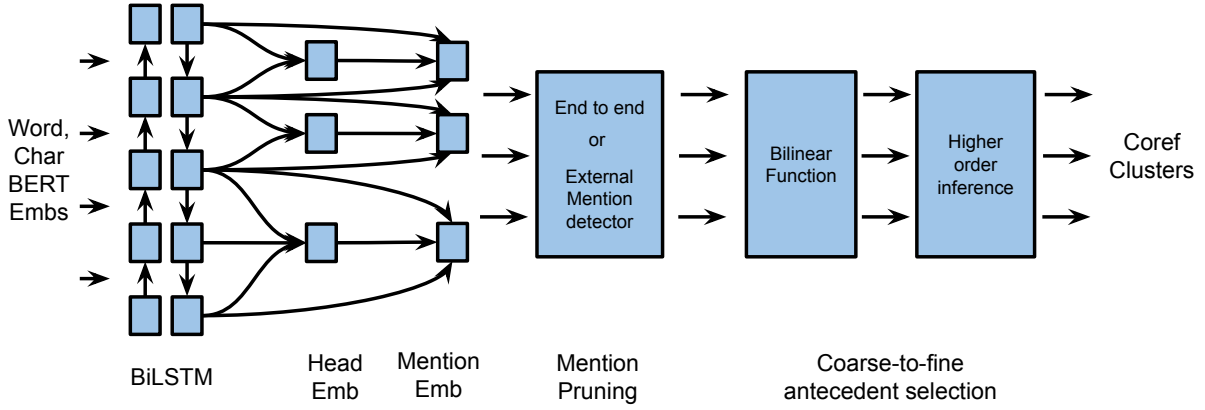 Word,
Char
BERT
Embs
BiLSTM
Head
Emb
Mention
Emb
End to end
or
External
Mention
detector
Mention
Pruning
Bilinear
Function
Higher
order
inference
Coarse-to-fine
antecedent selection
Coref
Clusters